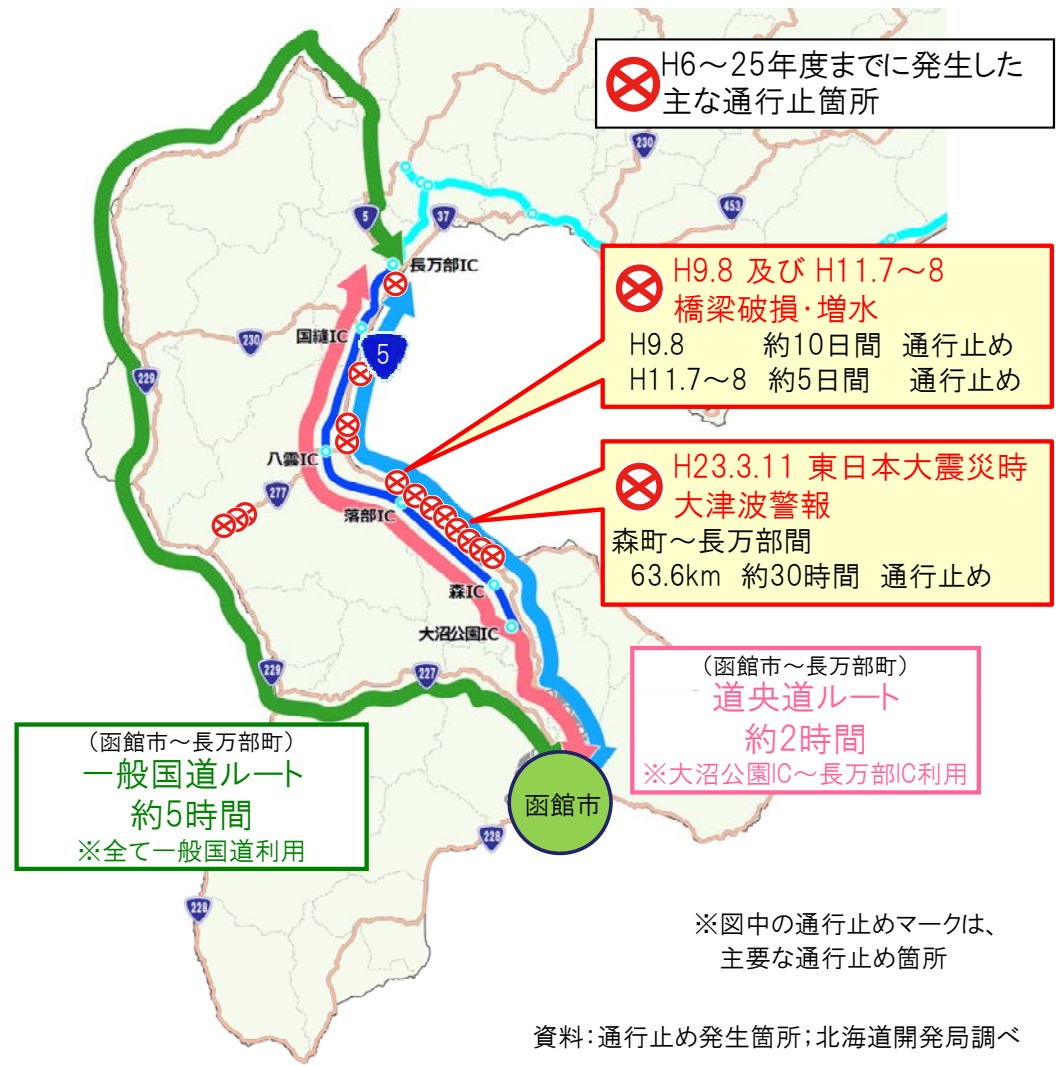 H6～25年度までに発生した
主な通行止箇所
230
453
5
37
長万部IC
H9.8 及び H11.7～8
橋梁破損・増水
H9.8 約10日間 通行止め
H11.7～8 約5日間 通行止め
国縫IC
230
5
229
八雲IC
277
落部IC
H23.3.11 東日本大震災時
大津波警報
森町～長万部間
63.6km 約30時間 通行止め
森IC
大沼公園IC
229
227
（函館市～長万部町）
道央道ルート
約2時間
※大沼公園IC～長万部IC利用
（函館市～長万部町）
一般国道ルート
約5時間
※全て一般国道利用
函館市
228
228
※図中の通行止めマークは、
主要な通行止め箇所
資料：通行止め発生箇所；北海道開発局調べ